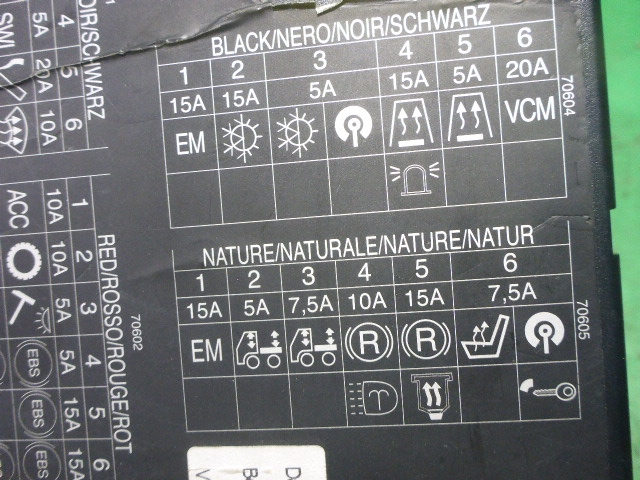 BLACK/NERO/NOIR/SCHWARZ
1 2 3 4 5 6
15A 15A 5A 15A 5A 20A
EM VCM
70604
NATURE/NATURALE/NATURE/NATUR
1 2 3 4 5 6
15A 5A 7,5A 10A 15A 7,5A
EM R R
70605
OIR/SCHWARZ
4 5 6
5A 20A 10A
SWI
RED/ROSSO/ROUGE/ROT
1 2 3 4 5 6
10A 10A 5A 5A 15A 15A
ACC EBS EBS EBS
70602